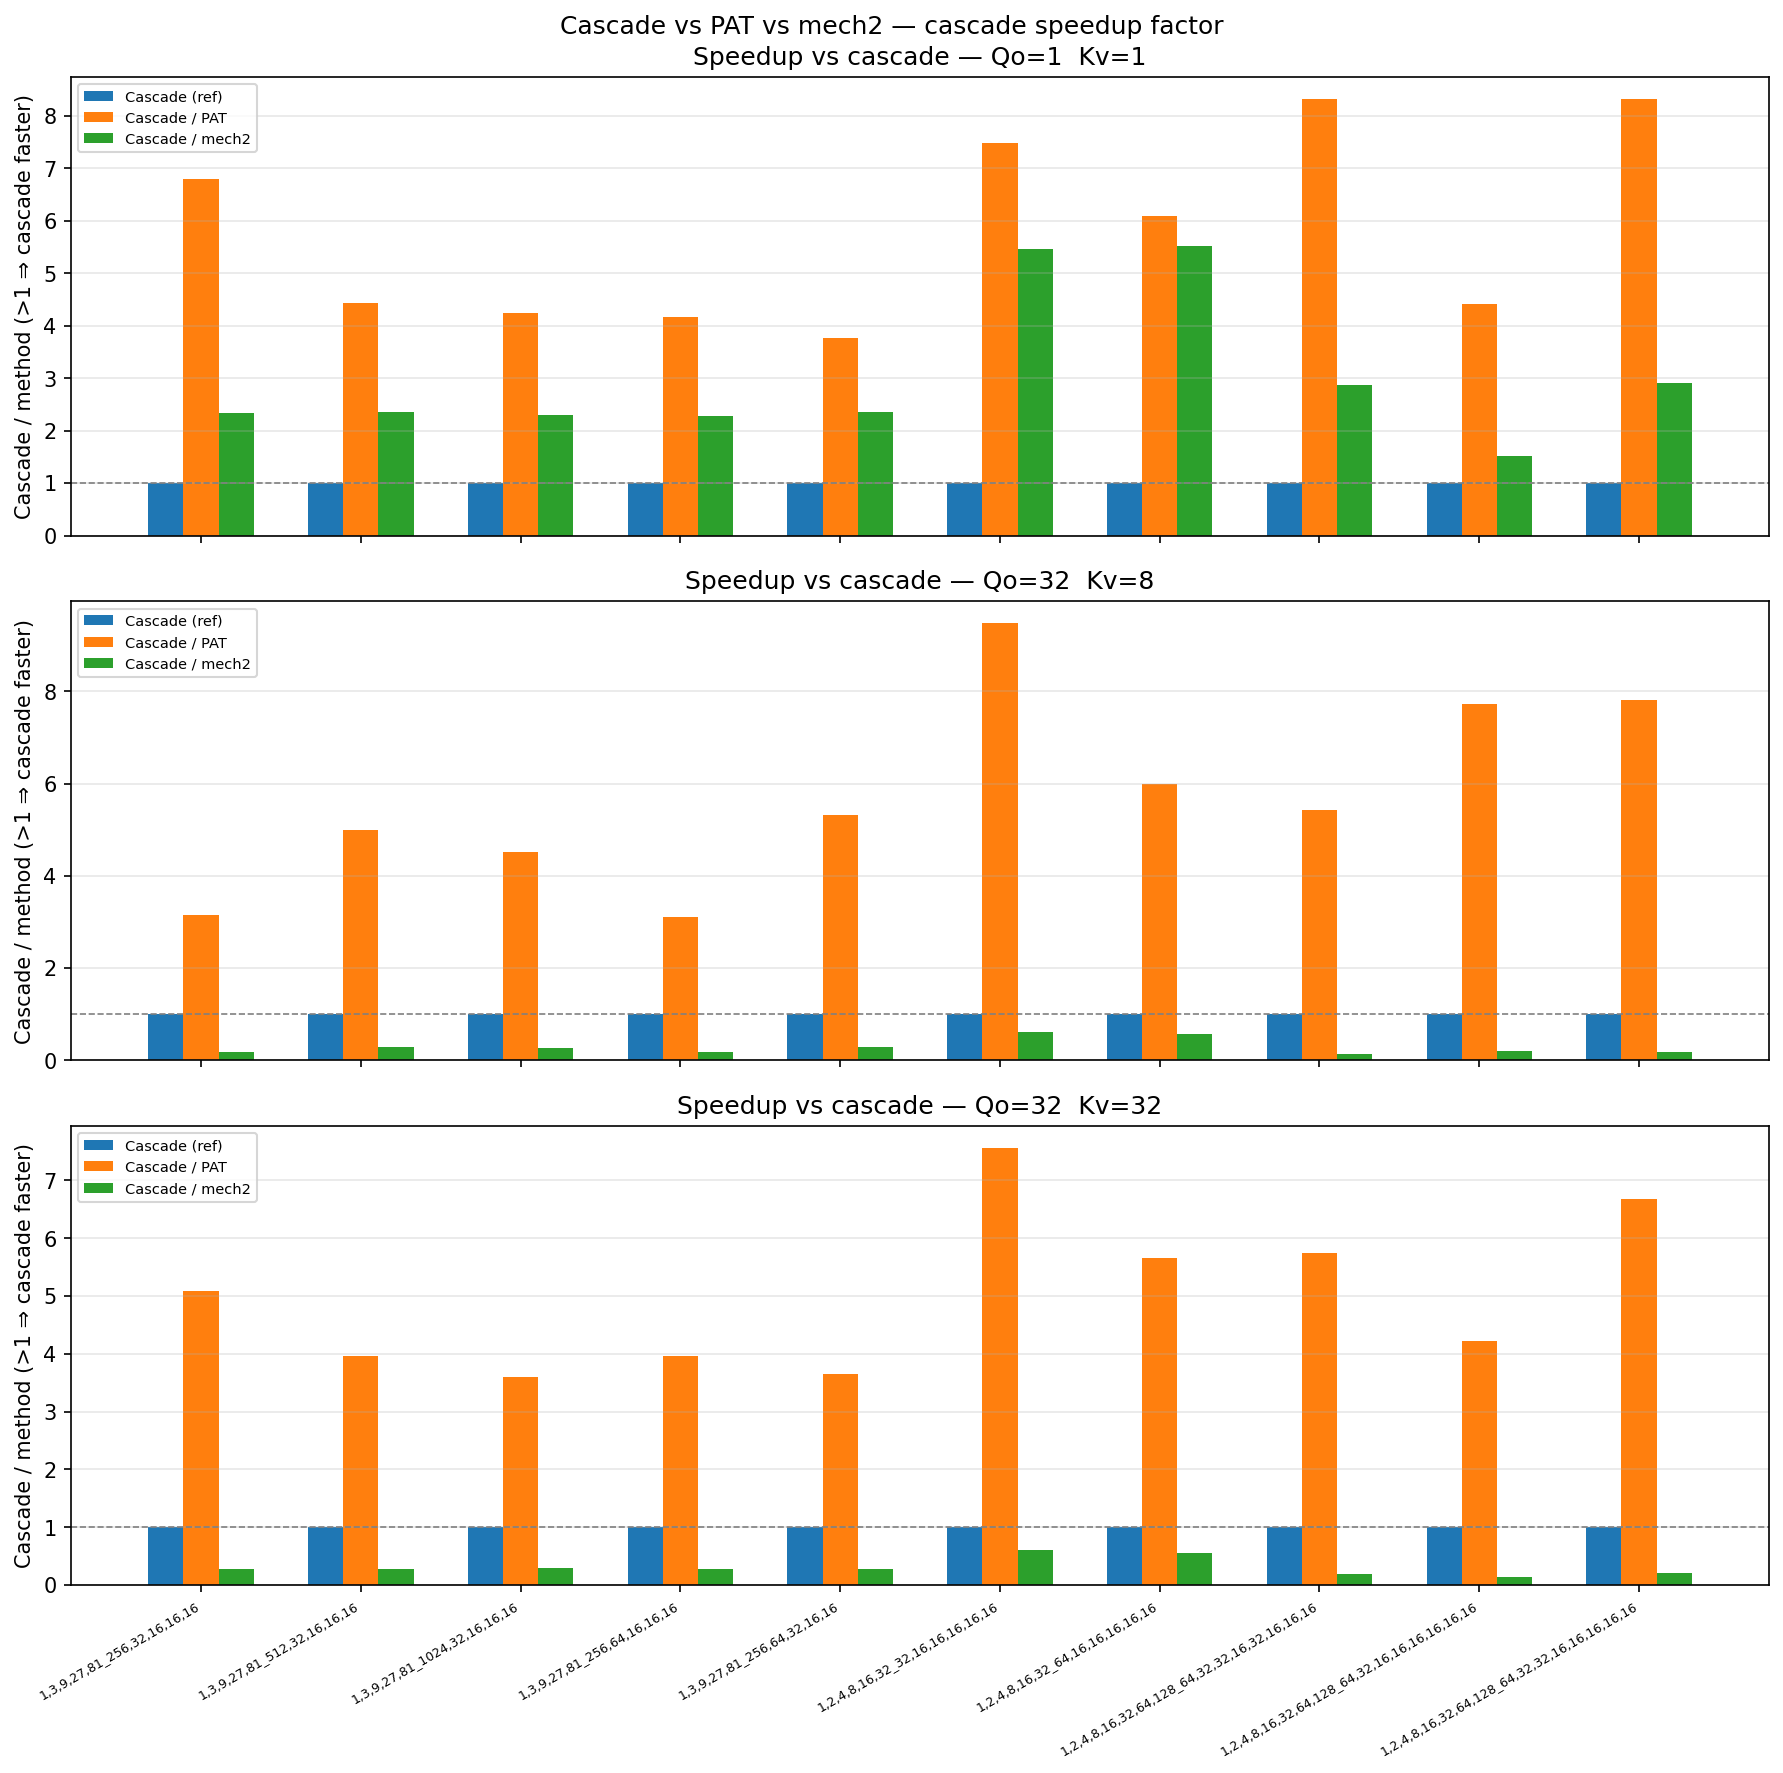 Cascade vs PAT vs mech2 — cascade speedup factor
Speedup vs cascade — Qo=1  Kv=1
Cascade / method (>1 ⇒ cascade faster)
8
7
6
5
4
3
2
1
0
Cascade (ref)
Cascade / PAT
Cascade / mech2
Speedup vs cascade — Qo=32  Kv=8
Cascade / method (>1 ⇒ cascade faster)
8
6
4
2
0
Cascade (ref)
Cascade / PAT
Cascade / mech2
Speedup vs cascade — Qo=32  Kv=32
Cascade / method (>1 ⇒ cascade faster)
7
6
5
4
3
2
1
0
Cascade (ref)
Cascade / PAT
Cascade / mech2
1,3,9,27,81_256,32,16,16,16
1,3,9,27,81_512,32,16,16,16
1,3,9,27,81_1024,32,16,16,16
1,3,9,27,81_256,64,16,16,16
1,3,9,27,81_256,64,32,16,16
1,2,4,8,16,32_32,16,16,16,16,16
1,2,4,8,16,32_64,16,16,16,16,16
1,2,4,8,16,32,64,128_64,32,32,16,32,16,16,16
1,2,4,8,16,32,64,128_64,32,16,16,16,16,16,16
1,2,4,8,16,32,64,128_64,32,32,16,16,16,16,16